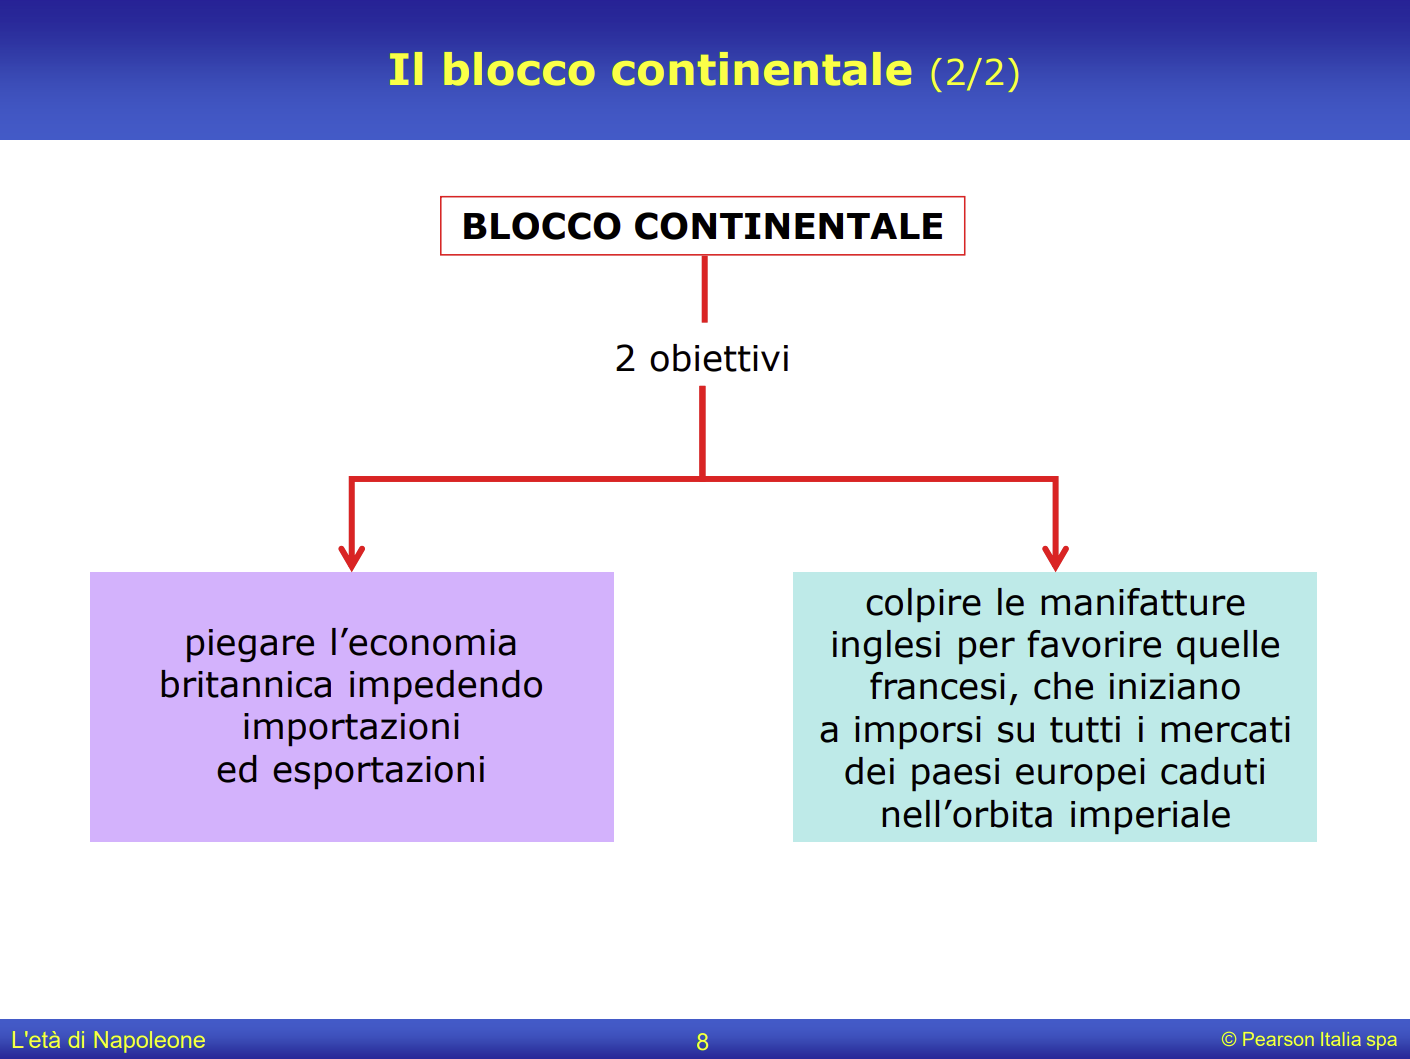 Il blocco continentale (2/2)
BLOCCO CONTINENTALE
2 obiettivi
piegare l’economia
britannica impedendo
importazioni
ed esportazioni
colpire le manifatture
inglesi per favorire quelle
francesi, che iniziano
a imporsi su tutti i mercati
dei paesi europei caduti
nell’orbita imperiale
L'età di Napoleone
8
© Pearson Italia spa